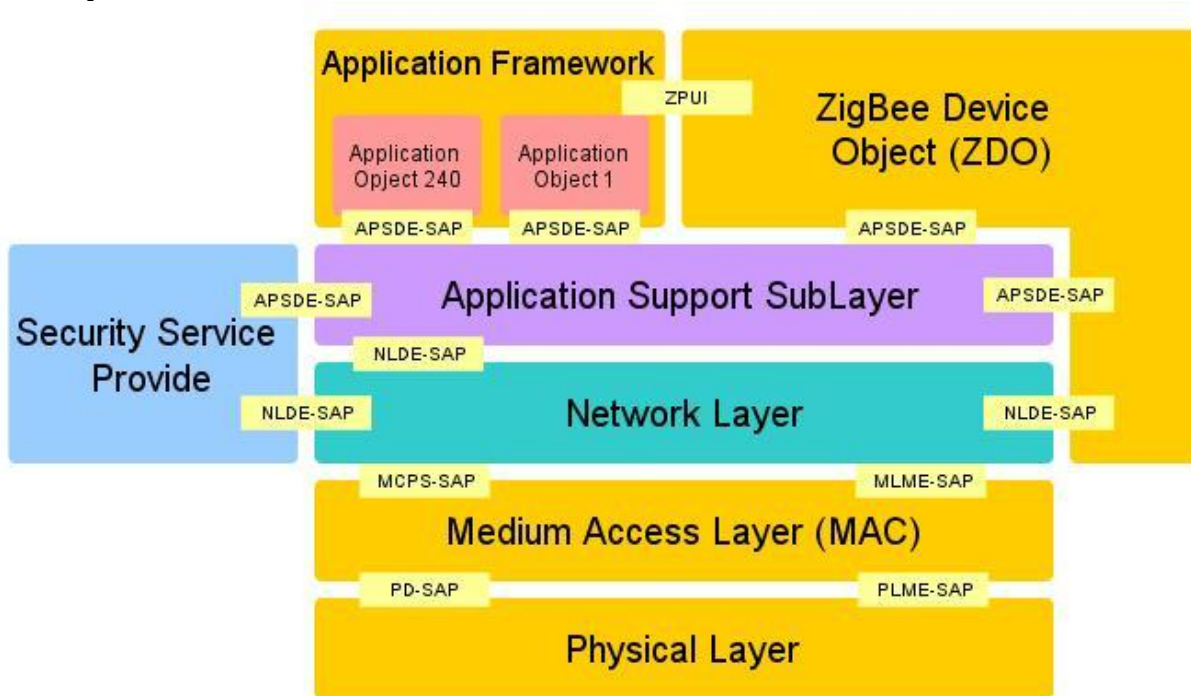 Application Framework
ZPUI
ZigBee Device
Object (ZDO)
Application
Opject 240
Application
Object 1
APSDE-SAP
APSDE-SAP
APSDE-SAP
Security Service
Provide
APSDE-SAP
Application Support SubLayer
APSDE-SAP
NLDE-SAP
NLDE-SAP
Network Layer
NLDE-SAP
MCPS-SAP
MLME-SAP
Medium Access Layer (MAC)
PD-SAP
PLME-SAP
Physical Layer